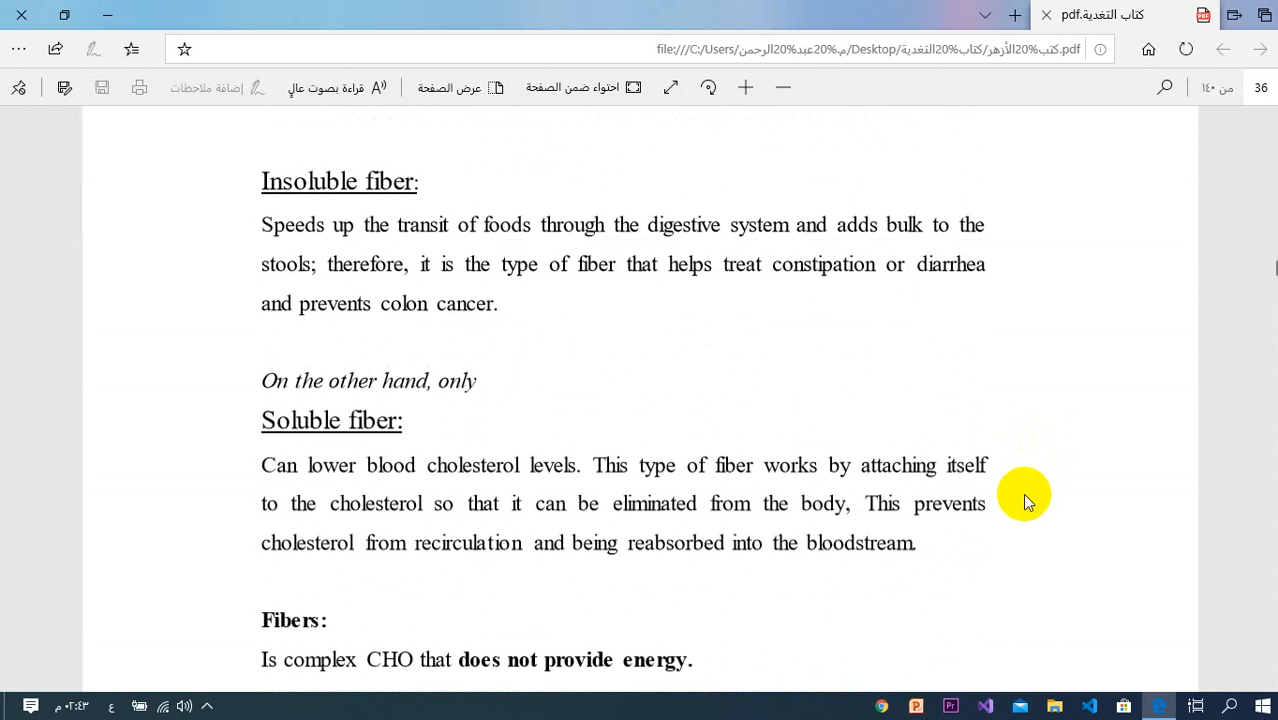 كتاب التغدية.pdf
file:///C:/Users/م.%20عبد%20الرحمن/Desktop/كتب%20الأزهر/كتاب%20التغدية.pdf
36 من ١٤٠
احتواء ضمن الصفحة
عرض الصفحة
قراءة بصوت عالٍ
إضافة ملاحظات
Insoluble fiber:
Speeds up the transit of foods through the digestive system and adds bulk to the
stools; therefore, it is the type of fiber that helps treat constipation or diarrhea
and prevents colon cancer.
On the other hand, only
Soluble fiber:
Can lower blood cholesterol levels. This type of fiber works by attaching itself
to the cholesterol so that it can be eliminated from the body, This prevents
cholesterol from recirculation and being reabsorbed into the bloodstream.
Fibers:
Is complex CHO that does not provide energy.
٠٢:٤٣ م
ع